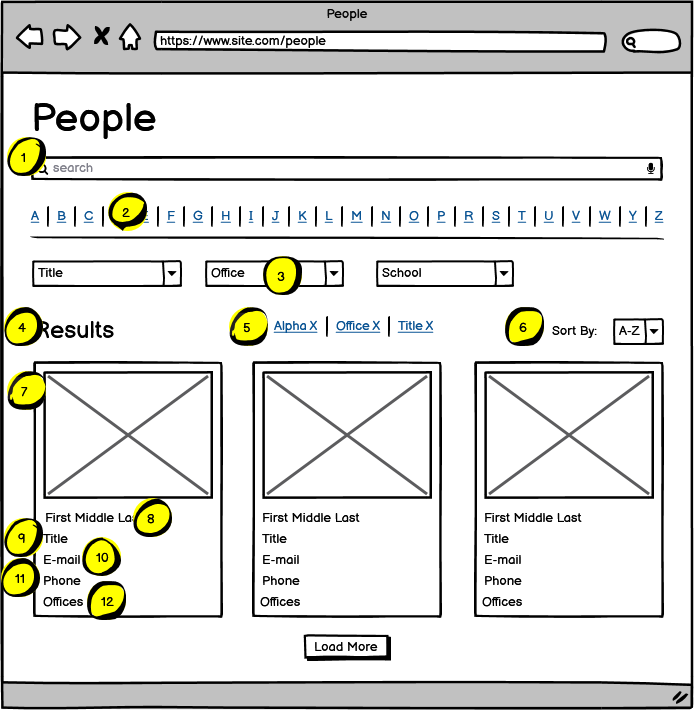 People
https://www.site.com/people
People
1
search
A B C 2 F G H I J K L M N O P Q R S T U V W Y Z
Title Office 3 School
4 Results 5 Alpha X Office X Title X 6 Sort By: A-Z
7
First Middle La 8 First Middle Last First Middle Last
9 Title Title Title
E-mail 10 E-mail E-mail
11 Phone Phone Phone
Offices 12 Offices Offices
Load More